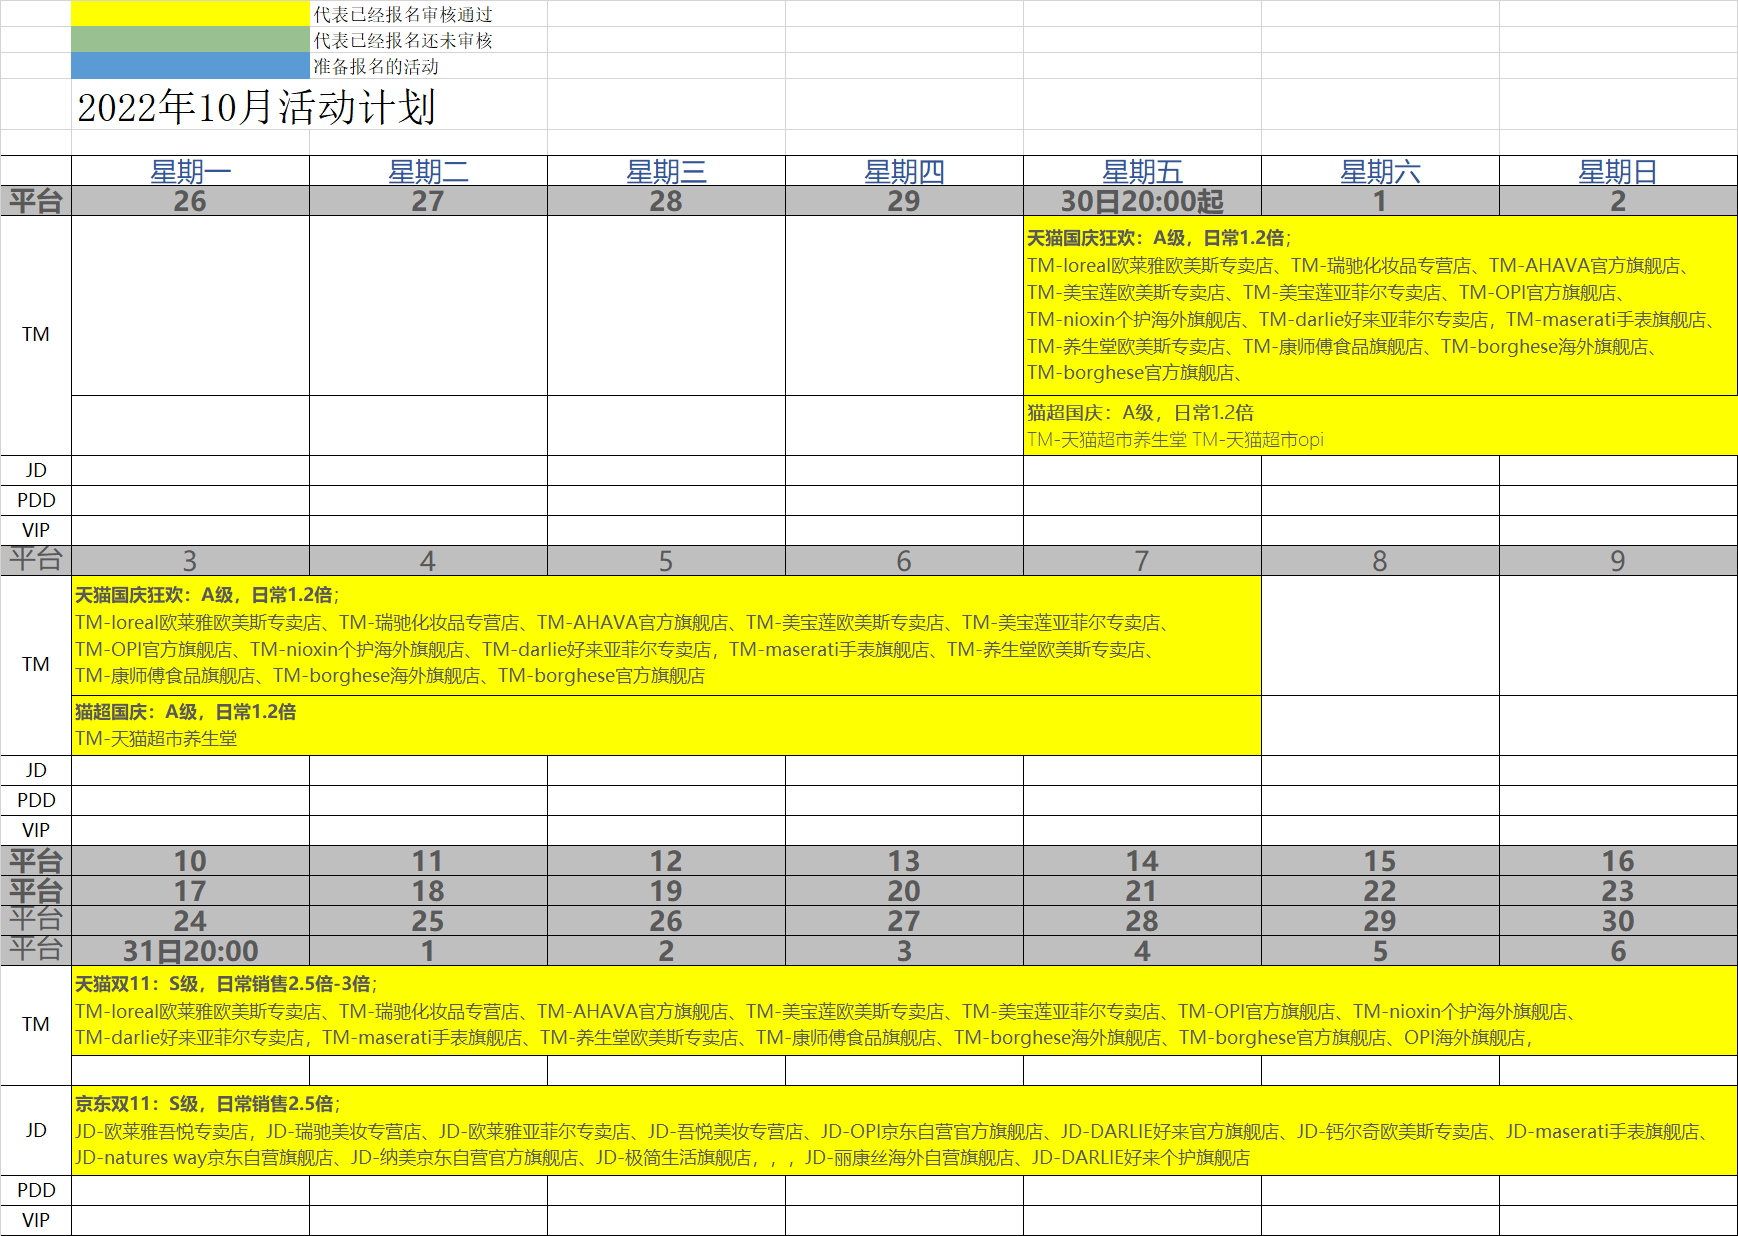 代表已经报名审核通过
代表已经报名还未审核
准备报名的活动
2022年10月活动计划
星期一 星期二 星期三 星期四 星期五 星期六 星期日
平台 26 27 28 29 30日20:00起 1 2
TM
天猫国庆狂欢：A级，日常1.2倍；
TM-loreal欧莱雅欧美斯专卖店、TM-瑞驰化妆品专营店、TM-AHAVA官方旗舰店、
TM-美宝莲欧美斯专卖店、TM-美宝莲亚菲尔专卖店、TM-OPI官方旗舰店、
TM-nioxin个护海外旗舰店、TM-darlie好来亚菲尔专卖店，TM-maserati手表旗舰店、
TM-养生堂欧美斯专卖店、TM-康师傅食品旗舰店、TM-borghese海外旗舰店、
TM-borghese官方旗舰店、
猫超国庆：A级，日常1.2倍
TM-天猫超市养生堂 TM-天猫超市opi
JD
PDD
VIP
平台 3 4 5 6 7 8 9
TM
天猫国庆狂欢：A级，日常1.2倍；
TM-loreal欧莱雅欧美斯专卖店、TM-瑞驰化妆品专营店、TM-AHAVA官方旗舰店、TM-美宝莲欧美斯专卖店、TM-美宝莲亚菲尔专卖店、
TM-OPI官方旗舰店、TM-nioxin个护海外旗舰店、TM-darlie好来亚菲尔专卖店，TM-maserati手表旗舰店、TM-养生堂欧美斯专卖店、
TM-康师傅食品旗舰店、TM-borghese海外旗舰店、TM-borghese官方旗舰店
猫超国庆：A级，日常1.2倍
TM-天猫超市养生堂
JD
PDD
VIP
平台 10 11 12 13 14 15 16
平台 17 18 19 20 21 22 23
平台 24 25 26 27 28 29 30
平台 31日20:00 1 2 3 4 5 6
TM
天猫双11：S级，日常销售2.5倍-3倍；
TM-loreal欧莱雅欧美斯专卖店、TM-瑞驰化妆品专营店、TM-AHAVA官方旗舰店、TM-美宝莲欧美斯专卖店、TM-美宝莲亚菲尔专卖店、TM-OPI官方旗舰店、TM-nioxin个护海外旗舰店、
TM-darlie好来亚菲尔专卖店，TM-maserati手表旗舰店、TM-养生堂欧美斯专卖店、TM-康师傅食品旗舰店、TM-borghese海外旗舰店、TM-borghese官方旗舰店、OPI海外旗舰店，
JD
京东双11：S级，日常销售2.5倍；
JD-欧莱雅吾悦专卖店，JD-瑞驰美妆专营店、JD-欧莱雅亚菲尔专卖店、JD-吾悦美妆专营店、JD-OPI京东自营官方旗舰店、JD-DARLIE好来官方旗舰店、JD-钙尔奇欧美斯专卖店、JD-maserati手表旗舰店、
JD-natures way京东自营旗舰店、JD-纳美京东自营官方旗舰店、JD-极简生活旗舰店，，，JD-丽康丝海外自营旗舰店、JD-DARLIE好来个护旗舰店
PDD
VIP